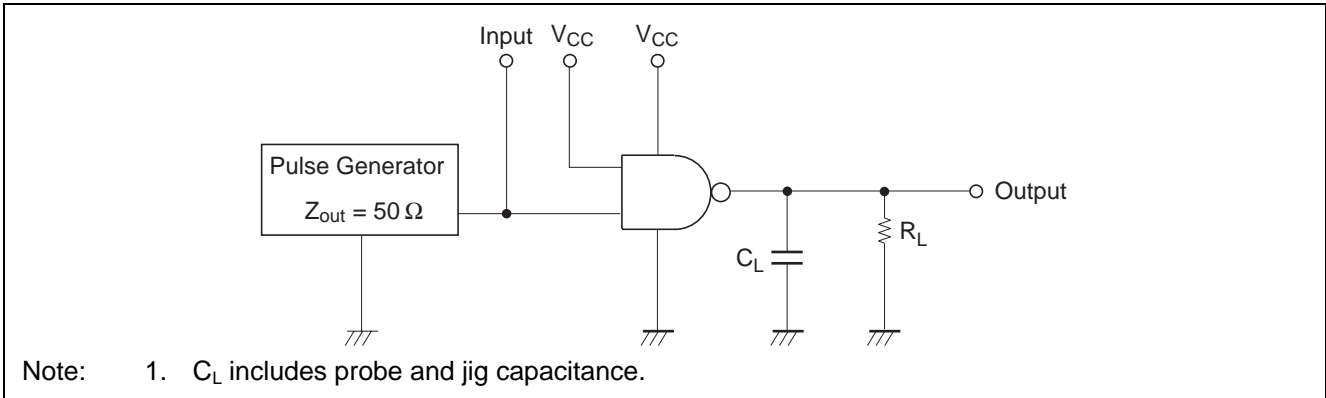 Input VCC VCC
Pulse Generator
Zout = 50 Ω
Output
CL
RL
Note: 1. CL includes probe and jig capacitance.